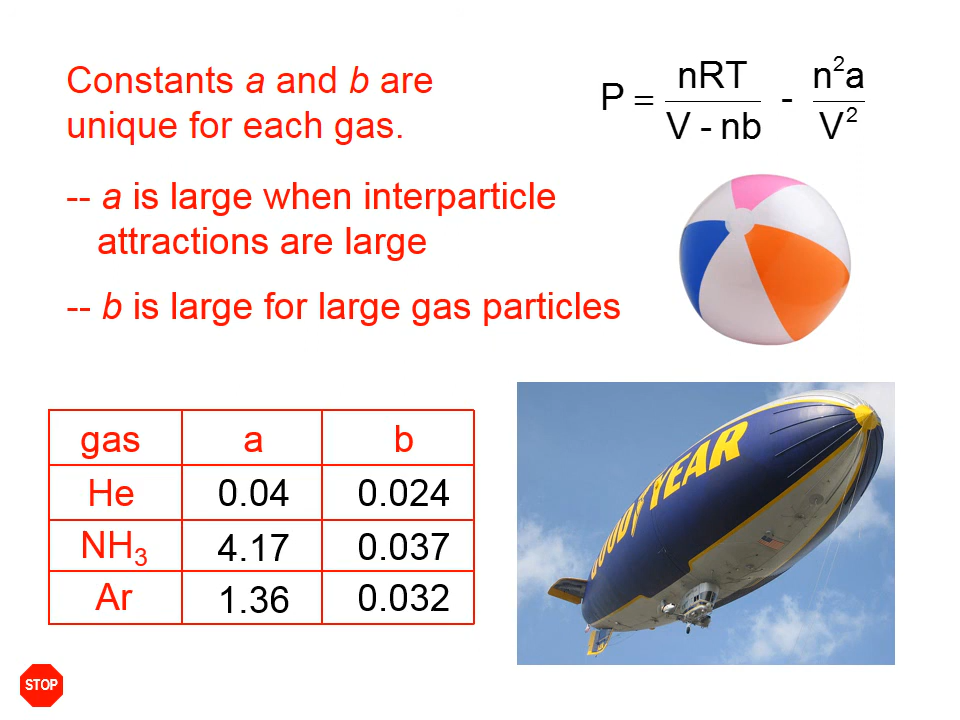 Constants a and b are
unique for each gas.
P = nRT / V - nb - n²a / V²
-- a is large when interparticle
attractions are large
-- b is large for large gas particles
gas a b
He 0.04 0.024
NH₃ 4.17 0.037
Ar 1.36 0.032
GOODYEAR
STOP